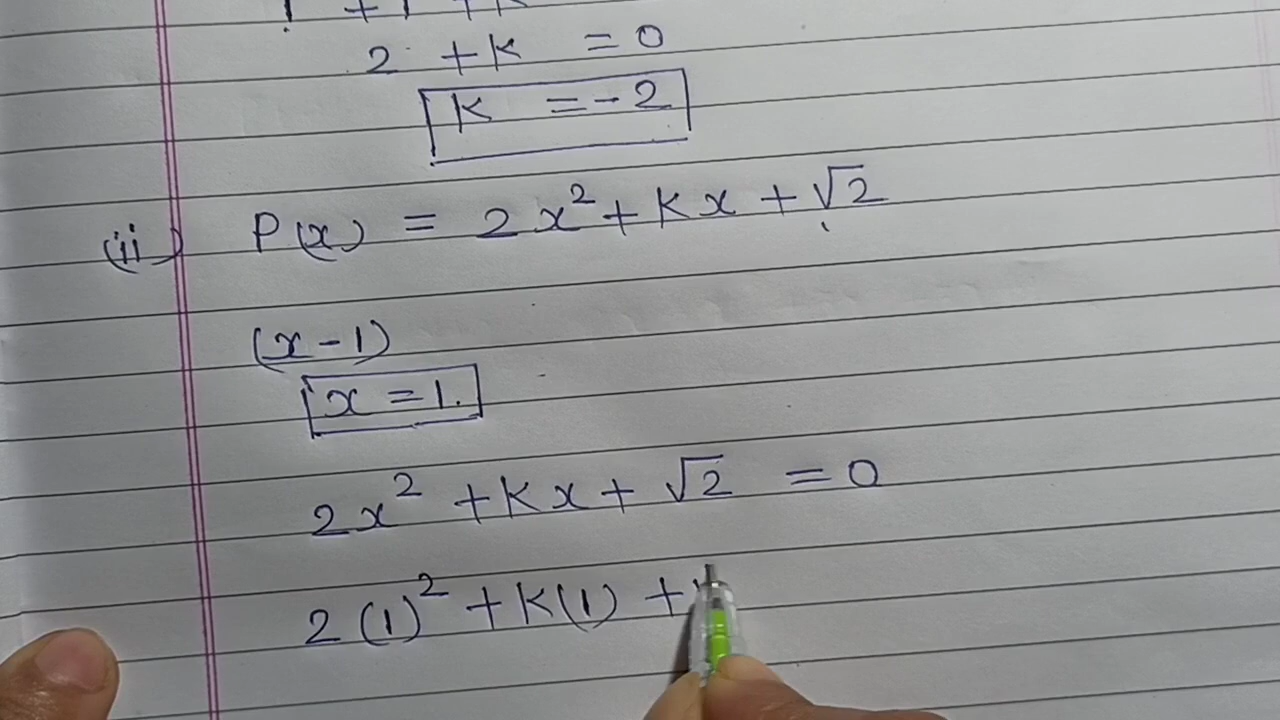 2 +K =0
K =-2
(ii) P(x) = 2x²+Kx+√2
(x-1)
x=1.
2x² +Kx+√2 =0
2(1)²+K(1)+